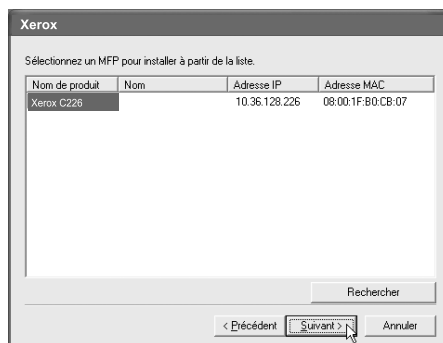 Xerox
Sélectionnez un MFP pour installer à partir de la liste.
Nom de produit Nom Adresse IP Adresse MAC
Xerox C226 10.36.128.226 08:00:1F:B0:CB:07
Rechercher
< Précédent Suivant > Annuler